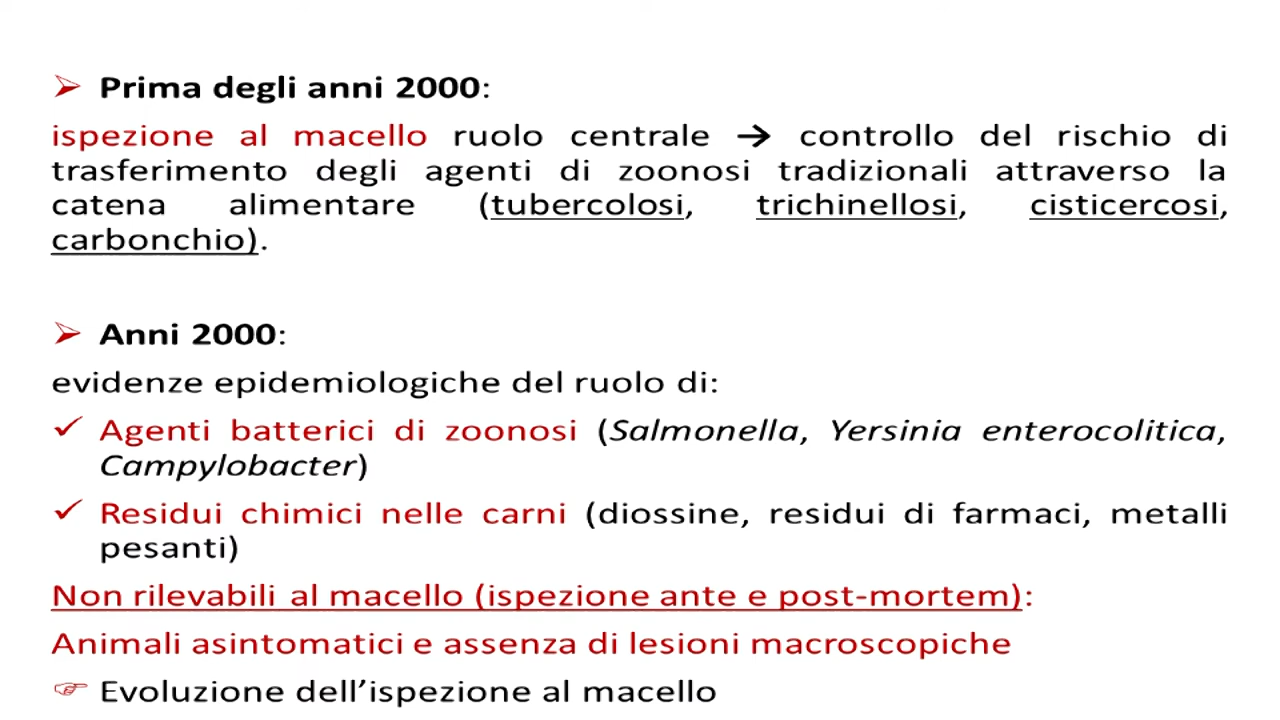 ➢ Prima degli anni 2000:
ispezione al macello ruolo centrale → controllo del rischio di
trasferimento degli agenti di zoonosi tradizionali attraverso la
catena alimentare (tubercolosi, trichinellosi, cisticercosi,
carbonchio).
➢ Anni 2000:
evidenze epidemiologiche del ruolo di:
✓ Agenti batterici di zoonosi (Salmonella, Yersinia enterocolitica,
Campylobacter)
✓ Residui chimici nelle carni (diossine, residui di farmaci, metalli
pesanti)
Non rilevabili al macello (ispezione ante e post-mortem):
Animali asintomatici e assenza di lesioni macroscopiche
☞ Evoluzione dell’ispezione al macello